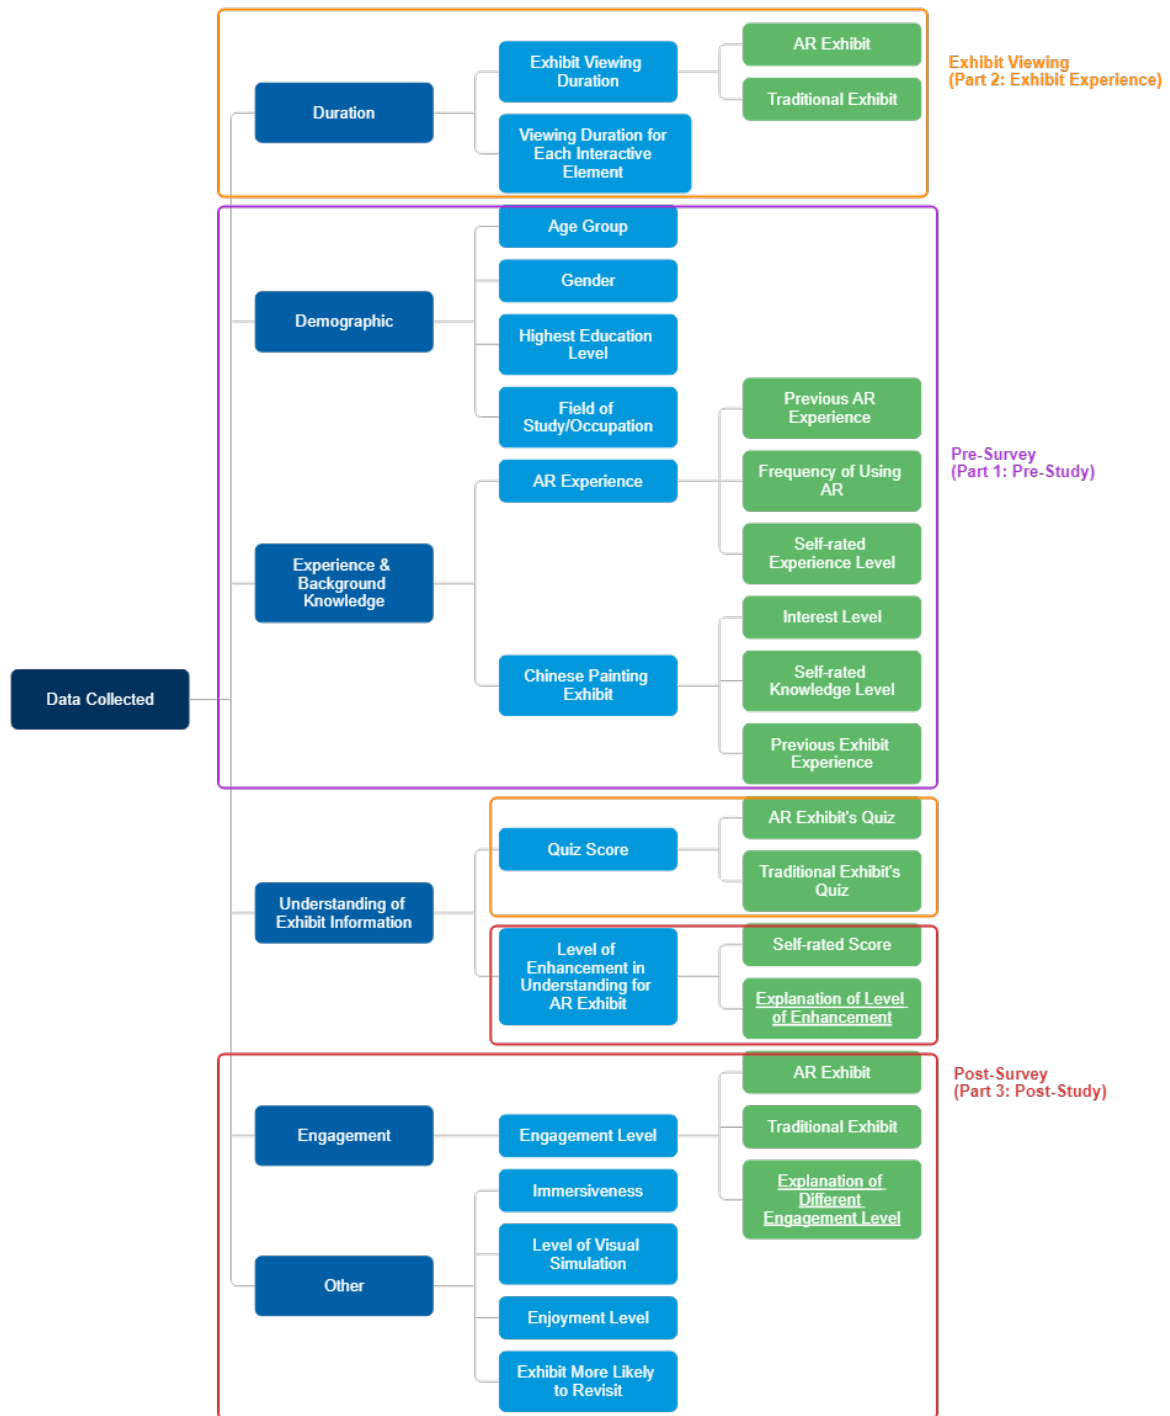 AR Exhibit
Exhibit Viewing
Duration
Traditional Exhibit
Duration
Viewing Duration for
Each Interactive
Element
Exhibit Viewing
(Part 2: Exhibit Experience)
Age Group
Gender
Demographic
Highest Education
Level
Field of
Study/Occupation
Previous AR
Experience
AR Experience
Frequency of Using
AR
Self-rated
Experience Level
Experience &
Background
Knowledge
Interest Level
Chinese Painting
Exhibit
Self-rated
Knowledge Level
Previous Exhibit
Experience
Pre-Survey
(Part 1: Pre-Study)
Data Collected
AR Exhibit's Quiz
Quiz Score
Traditional Exhibit's
Quiz
Understanding of
Exhibit Information
Level of
Enhancement in
Understanding for
AR Exhibit
Self-rated Score
Explanation of Level
of Enhancement
AR Exhibit
Post-Survey
(Part 3: Post-Study)
Engagement
Engagement Level
Traditional Exhibit
Explanation of
Different
Engagement Level
Immersiveness
Level of Visual
Simulation
Other
Enjoyment Level
Exhibit More Likely
to Revisit